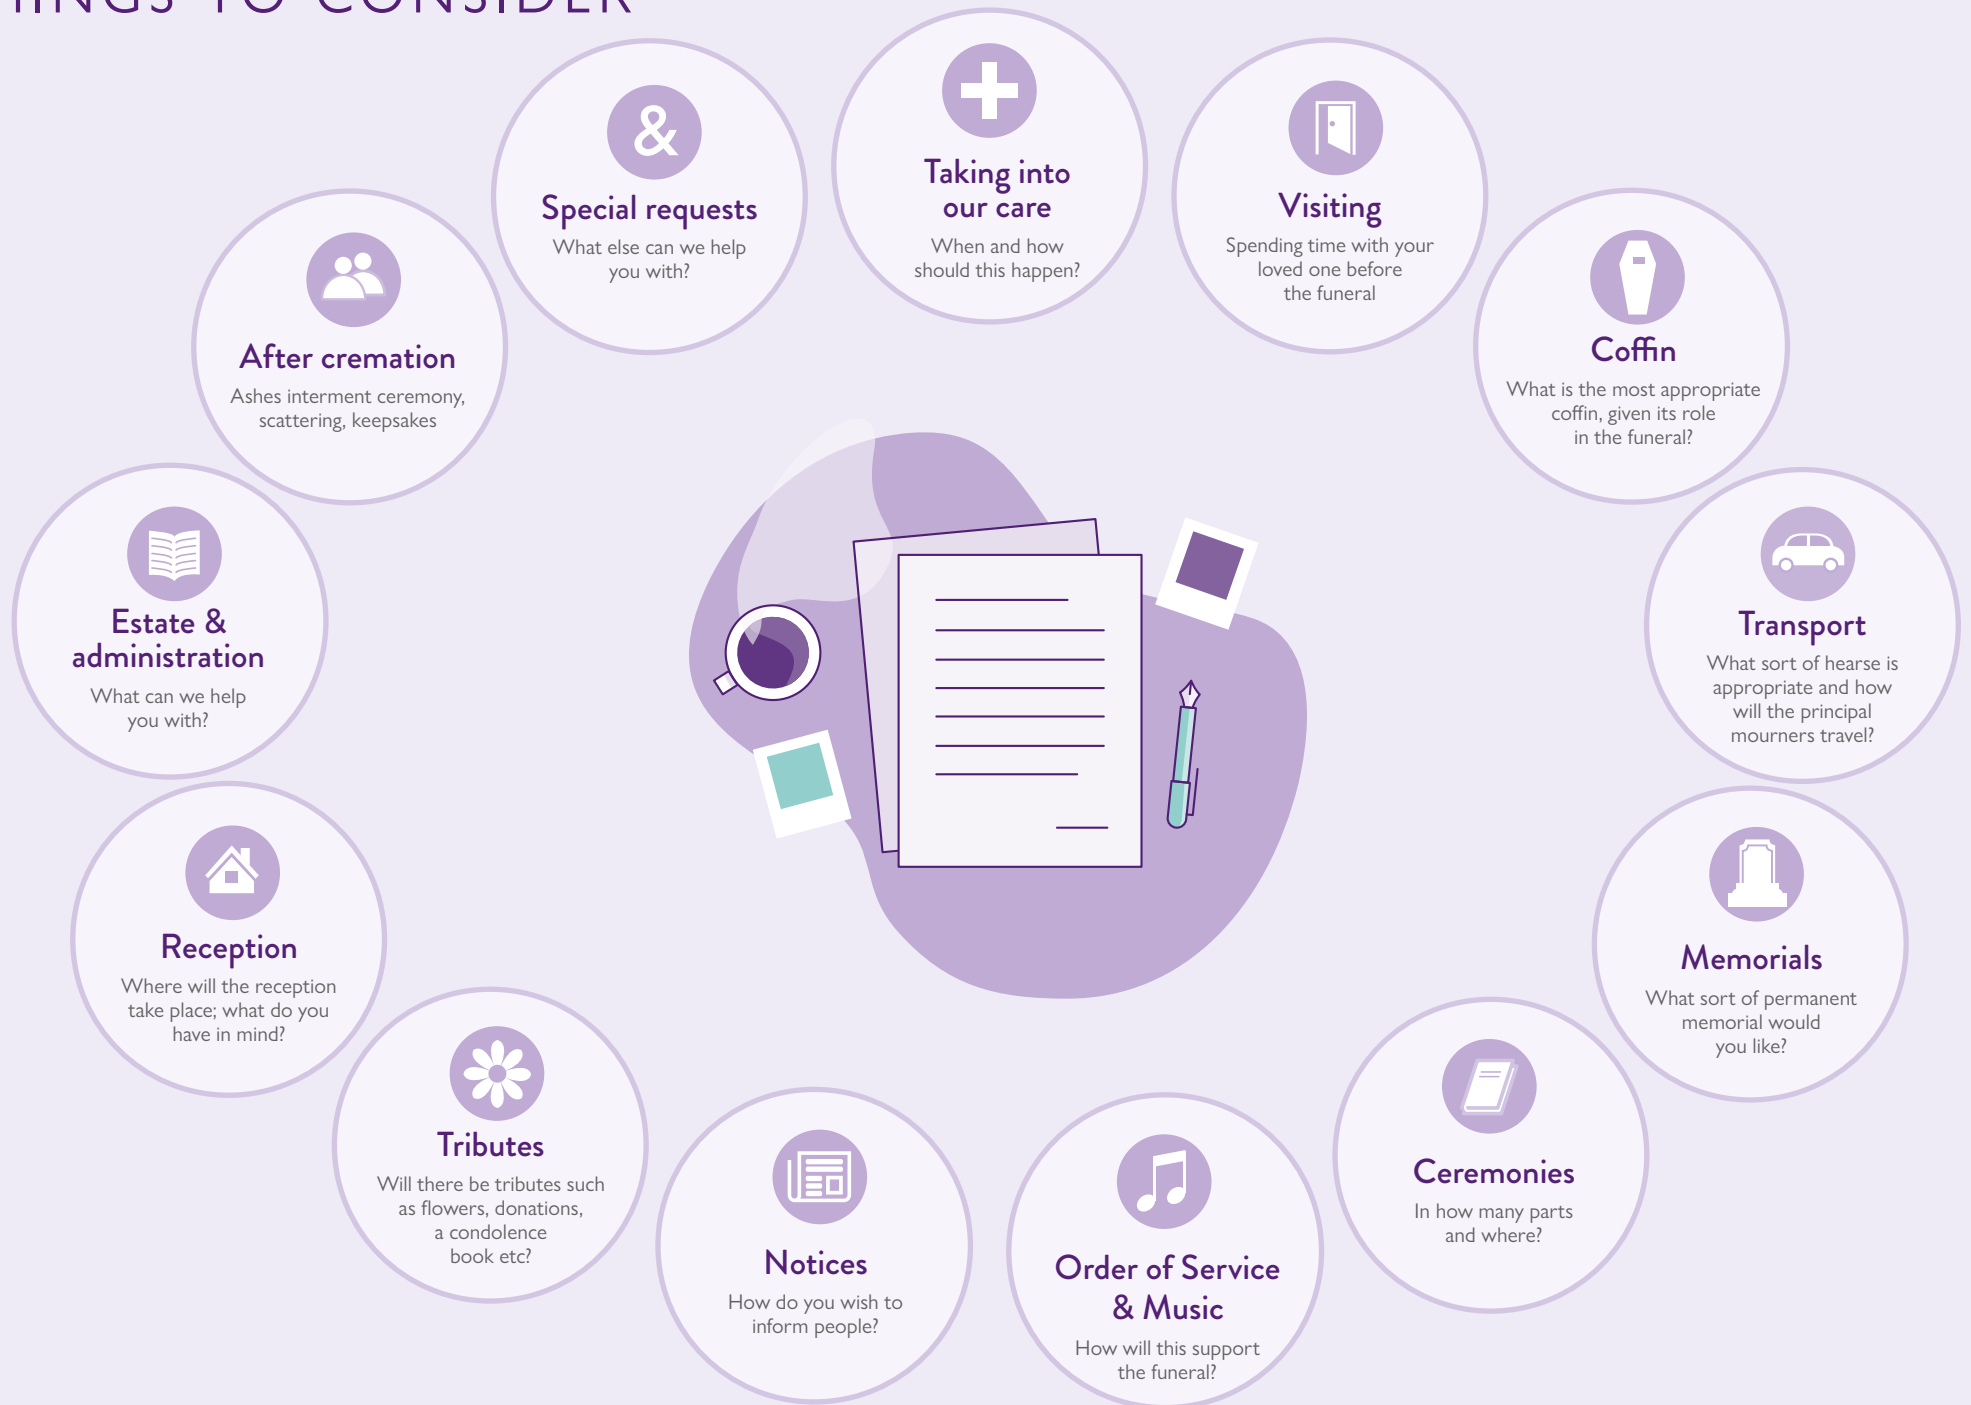 THINGS TO CONSIDER
&
Special requests
What else can we help
you with?
Taking into
our care
When and how
should this happen?
Visiting
Spending time with your
loved one before
the funeral
Coffin
What is the most appropriate
coffin, given its role
in the funeral?
Transport
What sort of hearse is
appropriate and how
will the principal
mourners travel?
Memorials
What sort of permanent
memorial would
you like?
Ceremonies
In how many parts
and where?
Order of Service
& Music
How will this support
the funeral?
Notices
How do you wish to
inform people?
Tributes
Will there be tributes such
as flowers, donations,
a condolence
book etc?
Reception
Where will the reception
take place; what do you
have in mind?
Estate &
administration
What can we help
you with?
After cremation
Ashes interment ceremony,
scattering, keepsakes